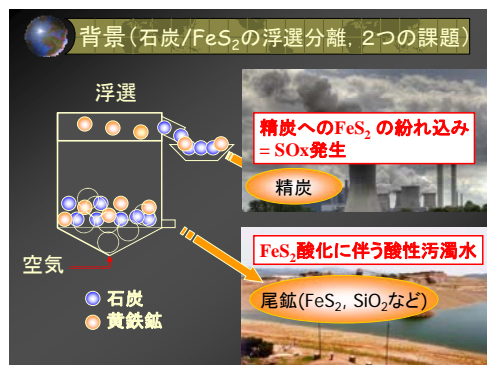 背景(石炭/FeS₂の浮選分離，2つの課題)
浮選
精炭へのFeS₂ の紛れ込み
= SOx発生
精炭
FeS₂酸化に伴う酸性汚濁水
空気
尾鉱(FeS₂, SiO₂など)
石炭
黄鉄鉱